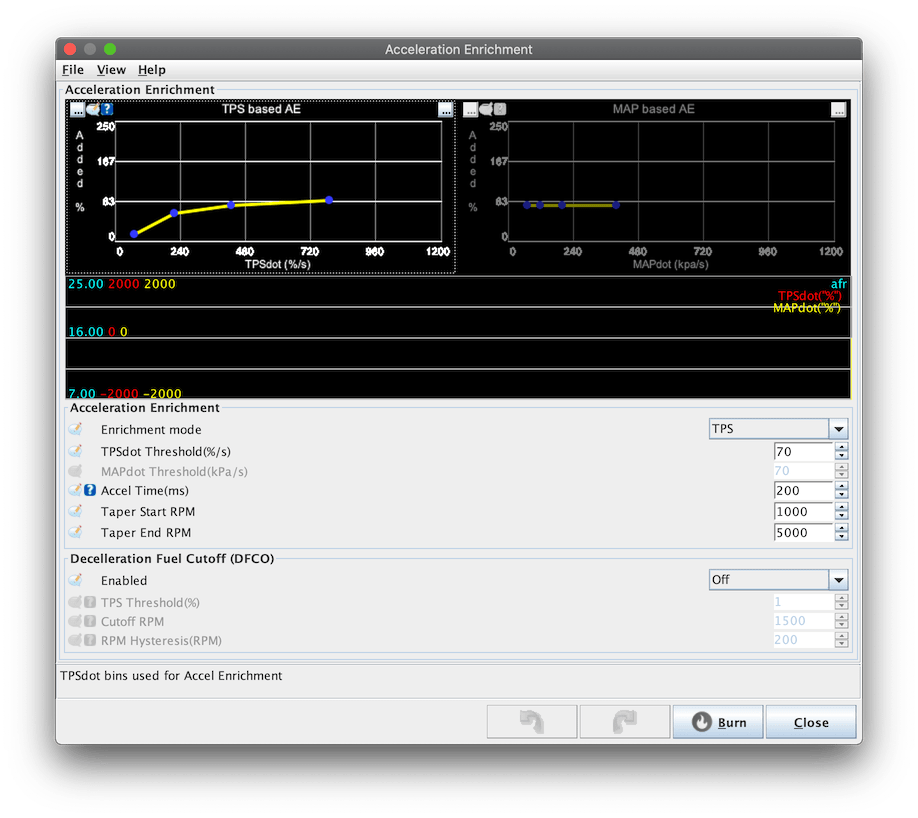 Acceleration Enrichment
File View Help
Acceleration Enrichment
... TPS based AE ...
Added %
250
167
83
0
0 240 480 720 960 1200
TPSdot (%/s)
... MAP based AE ...
Added %
250
167
83
0
0 240 480 720 960 1200
MAPdot (kpa/s)
25.00 2000 2000
afr
TPSdot("%")
MAPdot("%")
16.00 0 0
7.00 -2000 -2000
Acceleration Enrichment
Enrichment mode TPS
TPSdot Threshold(%/s) 70
MAPdot Threshold(kPa/s) 70
? Accel Time(ms) 200
Taper Start RPM 1000
Taper End RPM 5000
Decelleration Fuel Cutoff (DFCO)
Enabled Off
? TPS Threshold(%) 1
? Cutoff RPM 1500
? RPM Hysteresis(RPM) 200
TPSdot bins used for Accel Enrichment
Burn Close